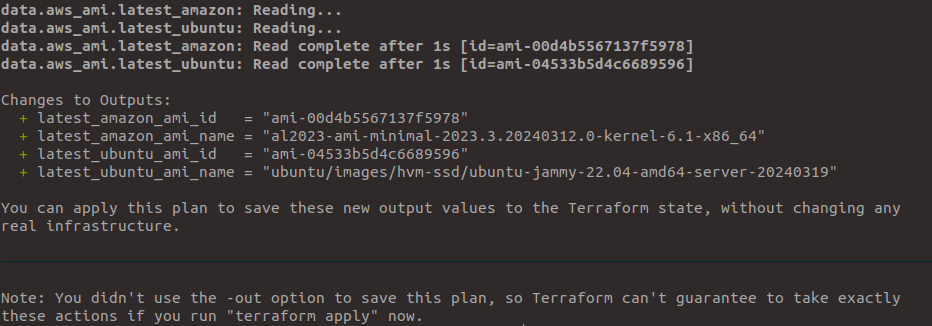 data.aws_ami.latest_amazon: Reading...
data.aws_ami.latest_ubuntu: Reading...
data.aws_ami.latest_amazon: Read complete after 1s [id=ami-00d4b5567137f5978]
data.aws_ami.latest_ubuntu: Read complete after 1s [id=ami-04533b5d4c6689596]
Changes to Outputs:
  + latest_amazon_ami_id   = "ami-00d4b5567137f5978"
  + latest_amazon_ami_name = "al2023-ami-minimal-2023.3.20240312.0-kernel-6.1-x86_64"
  + latest_ubuntu_ami_id   = "ami-04533b5d4c6689596"
  + latest_ubuntu_ami_name = "ubuntu/images/hvm-ssd/ubuntu-jammy-22.04-amd64-server-20240319"
You can apply this plan to save these new output values to the Terraform state, without changing any
real infrastructure.
Note: You didn't use the -out option to save this plan, so Terraform can't guarantee to take exactly
these actions if you run "terraform apply" now.